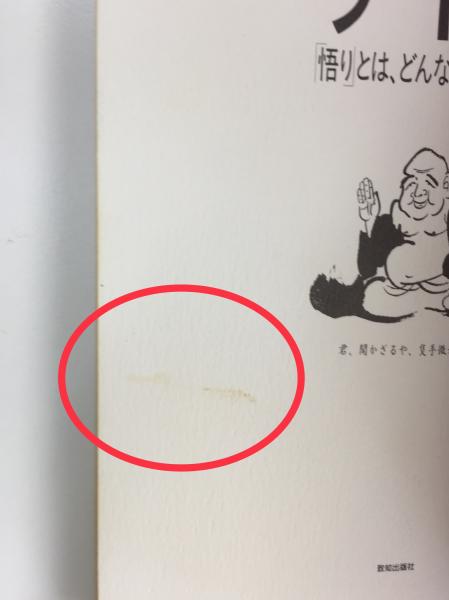 「悟り」とは、どんな
君、聞かざるや、隻手微
致知出版社